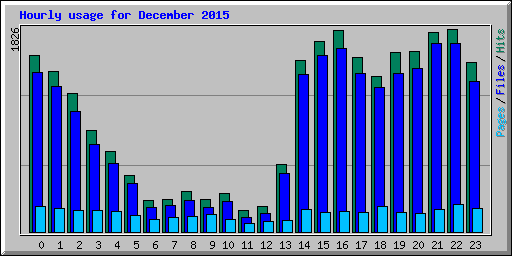 Hourly usage for December 2015
1826
Pages / Files / Hits
0 1 2 3 4 5 6 7 8 9 10 11 12 13 14 15 16 17 18 19 20 21 22 23